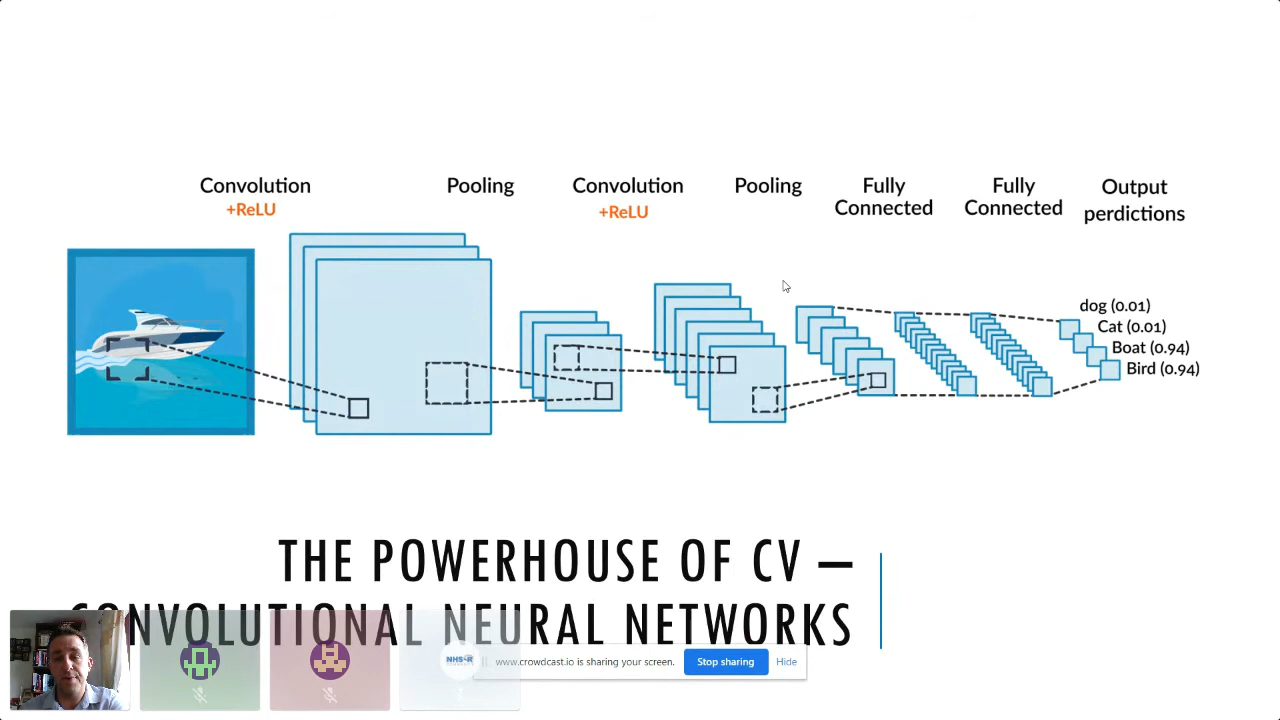 Convolution
+ReLU
Pooling
Convolution
+ReLU
Pooling
Fully
Connected
Fully
Connected
Output
perdictions
dog (0.01)
Cat (0.01)
Boat (0.94)
Bird (0.94)
THE POWERHOUSE OF CV –
CONVOLUTIONAL NEURAL NETWORKS
NHS-R
www.crowdcast.io is sharing your screen.
Stop sharing
Hide